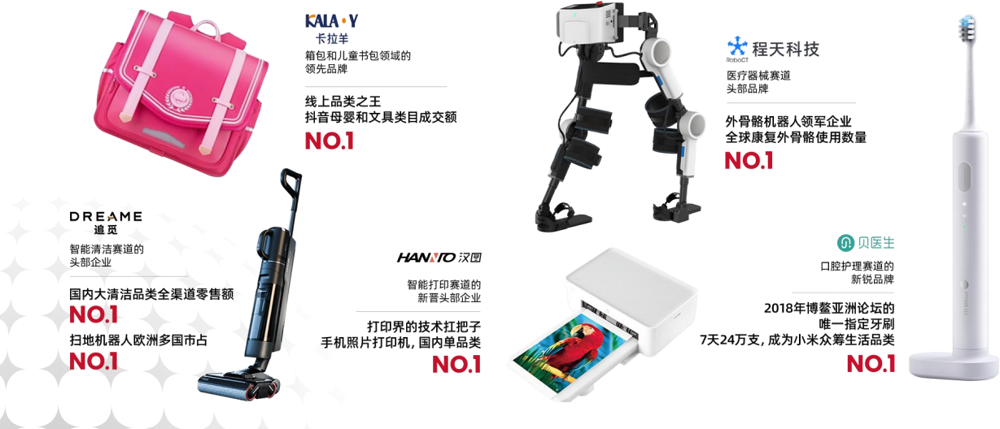 KALA·Y
卡拉羊
箱包和儿童书包领域的
领先品牌
线上品类之王
抖音母婴和文具类目成交额
NO.1
RoboCT
程天科技
医疗器械赛道
头部品牌
外骨骼机器人领军企业
全球康复外骨骼使用数量
NO.1
DREAME
追觅
智能清洁赛道的
头部企业
国内大清洁品类全渠道零售额
NO.1
扫地机器人欧洲多国市占
NO.1
HANNTO 汉图
智能打印赛道的
新晋头部企业
打印界的技术扛把子
手机照片打印机, 国内单品类
NO.1
贝医生
口腔护理赛道的
新锐品牌
2018年博鳌亚洲论坛的
唯一指定牙刷
7天24万支, 成为小米众筹生活品类
NO.1